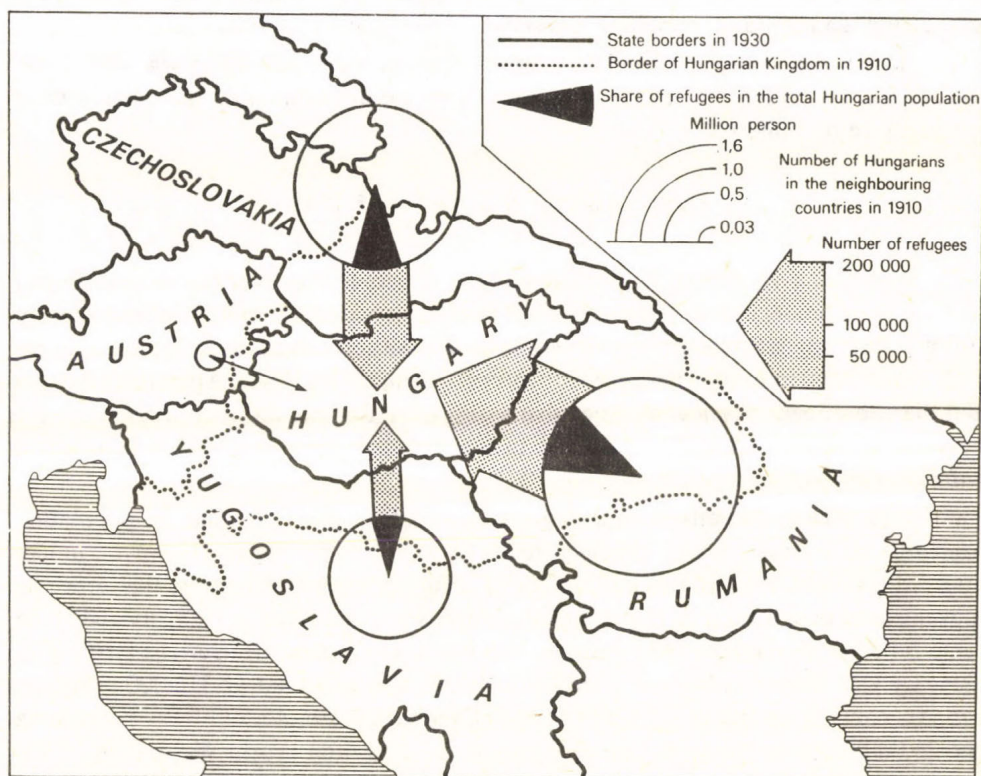 State borders in 1930
Border of Hungarian Kingdom in 1910
Share of refugees in the total Hungarian population
Million person
1,6
1,0
0,5
0,03
Number of Hungarians
in the neighbouring
countries in 1910
Number of refugees
200 000
100 000
50 000
CZECHOSLOVAKIA
AUSTRIA
HUNGARY
YUGOSLAVIA
RUMANIA